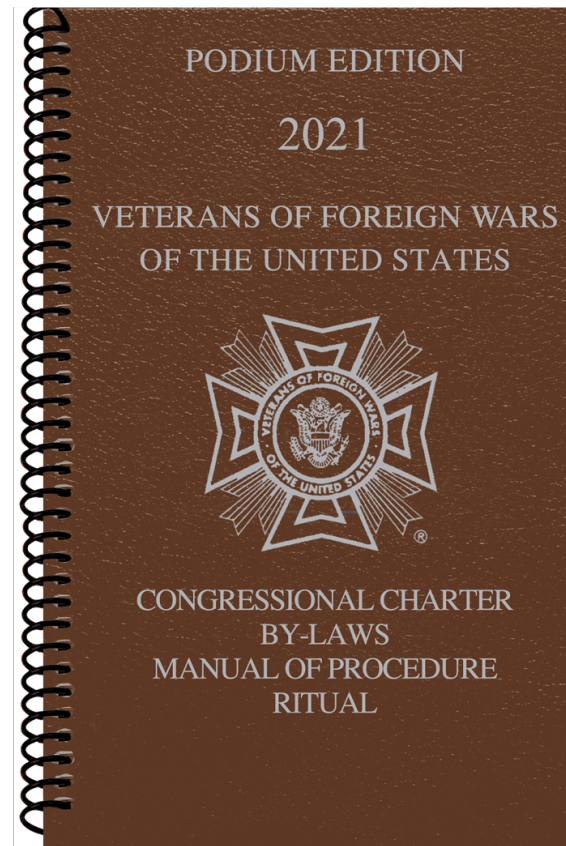 PODIUM EDITION
2021
VETERANS OF FOREIGN WARS
OF THE UNITED STATES
VETERANS OF FOREIGN WARS
OF THE UNITED STATES
®
CONGRESSIONAL CHARTER
BY-LAWS
MANUAL OF PROCEDURE
RITUAL